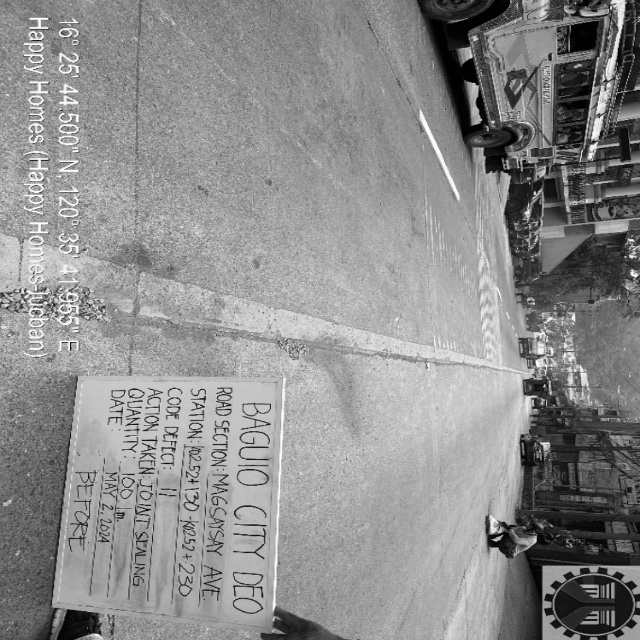 16° 25' 44.500" N, 120° 35' 41.955" E
Happy Homes (Happy Homes-Lucban)
BAGUIO CITY DEO
ROAD SECTION: MAGSAYSAY AVE
STATION: K0252+130 - K0252+230
CODE DEFECT: 11
ACTION TAKEN: JOINT SEALING
QUANTITY: 100 lm
DATE: MAY 2, 2024
BEFORE